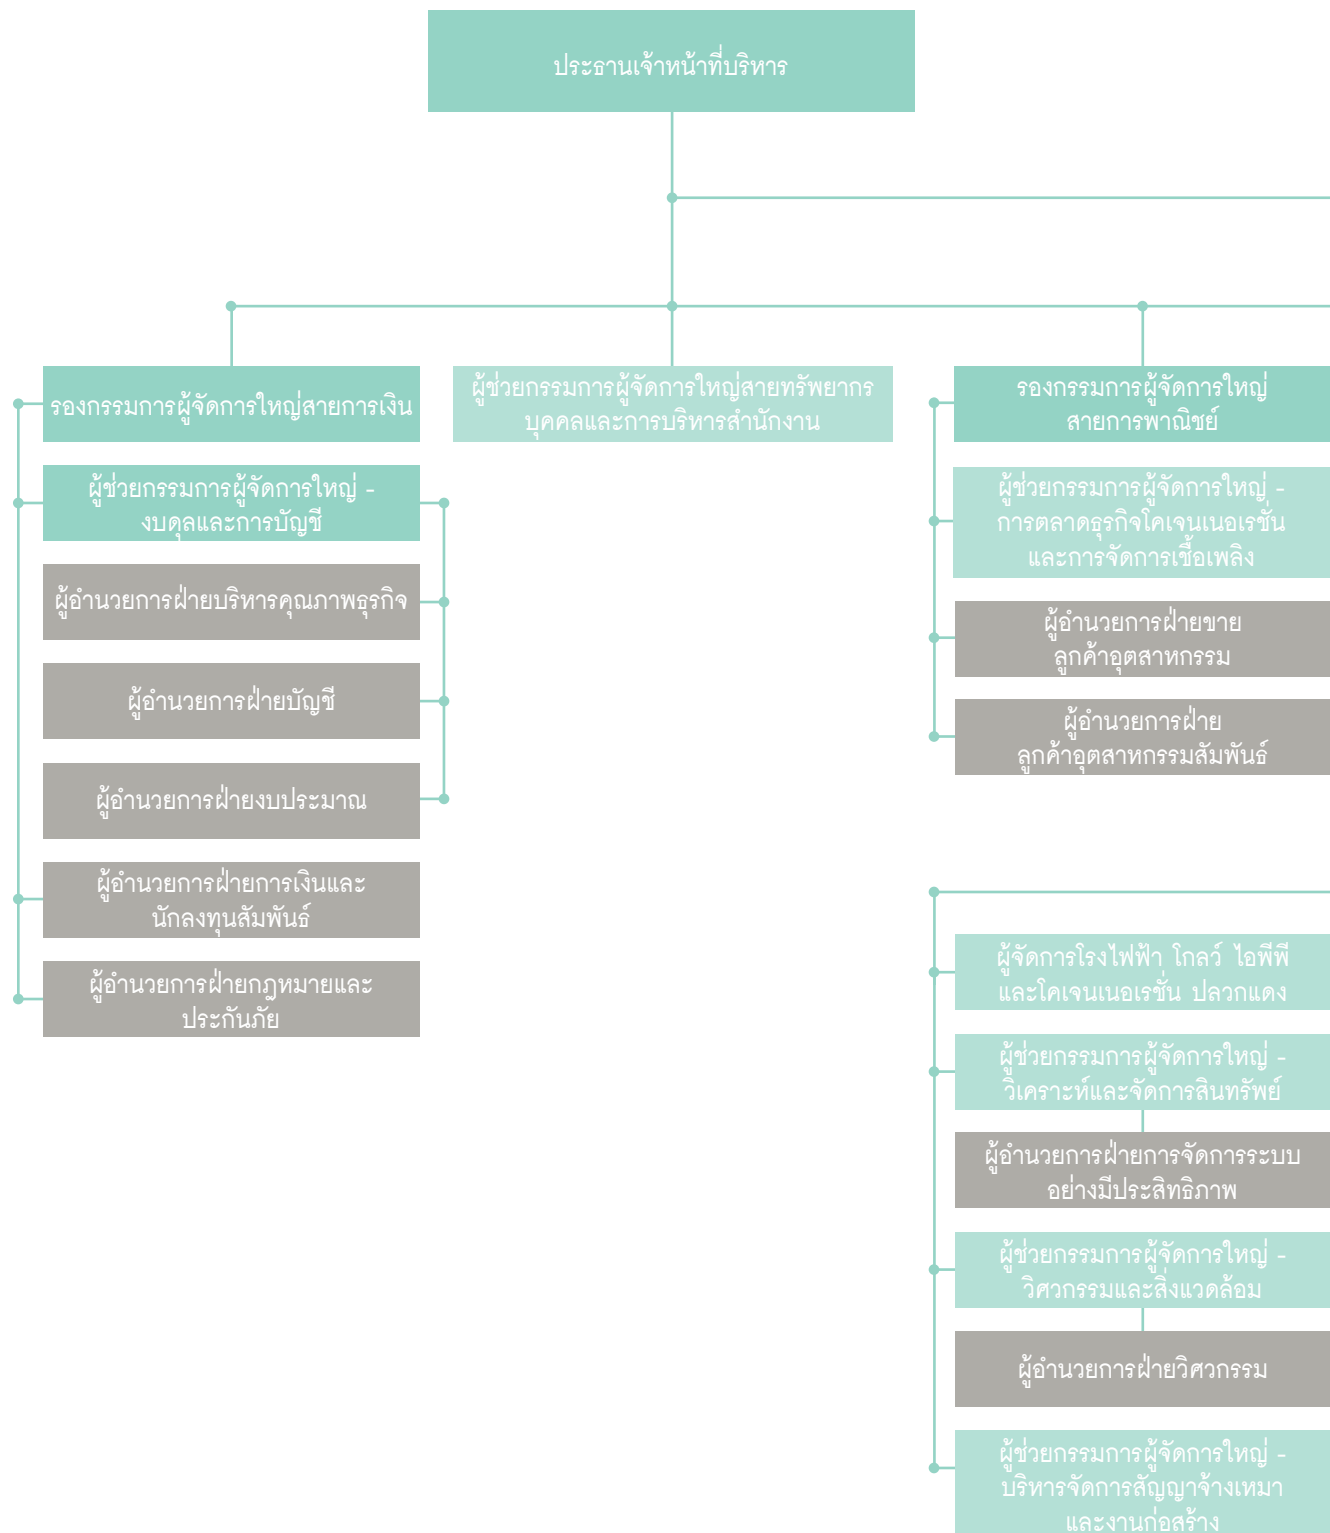 ประธานเจ้าหน้าที่บริหาร
รองกรรมการผู้จัดการใหญ่สายการเงิน
ผู้ช่วยกรรมการผู้จัดการใหญ่ -
งบดุลและการบัญชี
ผู้อำนวยการฝ่ายบริหารคุณภาพธุรกิจ
ผู้อำนวยการฝ่ายบัญชี
ผู้อำนวยการฝ่ายงบประมาณ
ผู้อำนวยการฝ่ายการเงินและ
นักลงทุนสัมพันธ์
ผู้อำนวยการฝ่ายกฎหมายและ
ประกันภัย
ผู้ช่วยกรรมการผู้จัดการใหญ่สายทรัพยากร
บุคคลและการบริหารสำนักงาน
รองกรรมการผู้จัดการใหญ่
สายการพาณิชย์
ผู้ช่วยกรรมการผู้จัดการใหญ่ -
การตลาดธุรกิจโคเจนเนอเรชั่น
และการจัดการเชื้อเพลิง
ผู้อำนวยการฝ่ายขาย
ลูกค้าอุตสาหกรรม
ผู้อำนวยการฝ่าย
ลูกค้าอุตสาหกรรมสัมพันธ์
ผู้จัดการโรงไฟฟ้า โกลว์ ไอพีพี
และโคเจนเนอเรชั่น ปลวกแดง
ผู้ช่วยกรรมการผู้จัดการใหญ่ -
วิเคราะห์และจัดการสินทรัพย์
ผู้อำนวยการฝ่ายการจัดการระบบ
อย่างมีประสิทธิภาพ
ผู้ช่วยกรรมการผู้จัดการใหญ่ -
วิศวกรรมและสิ่งแวดล้อม
ผู้อำนวยการฝ่ายวิศวกรรม
ผู้ช่วยกรรมการผู้จัดการใหญ่ -
บริหารจัดการสัญญาจ้างเหมา
และงานก่อสร้าง